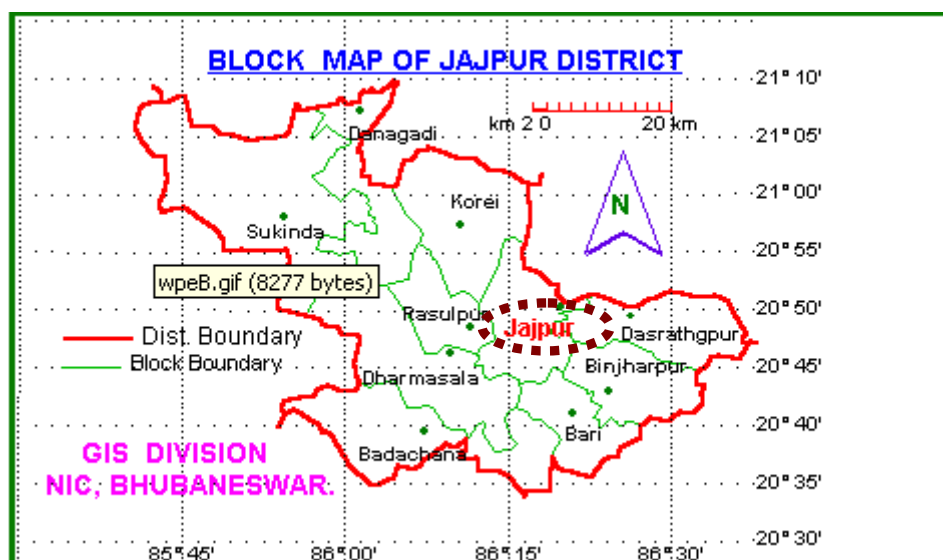 BLOCK MAP OF JAJPUR DISTRICT
21° 10'
km 2 0 20 km
Danagadi
21° 05'
Korei
21° 00'
N
Sukinda
20° 55'
wpeB.gif (8277 bytes)
Rasulpur
20° 50'
Jajpur
Dist. Boundary
Dasrathgpur
Block Boundary
Binjharpur
20° 45'
Dharmasala
20° 40'
Bari
GIS DIVISION
Badachana
NIC, BHUBANESWAR.
20° 35'
20° 30'
85° 45' 86° 00' 86° 15' 86° 30'